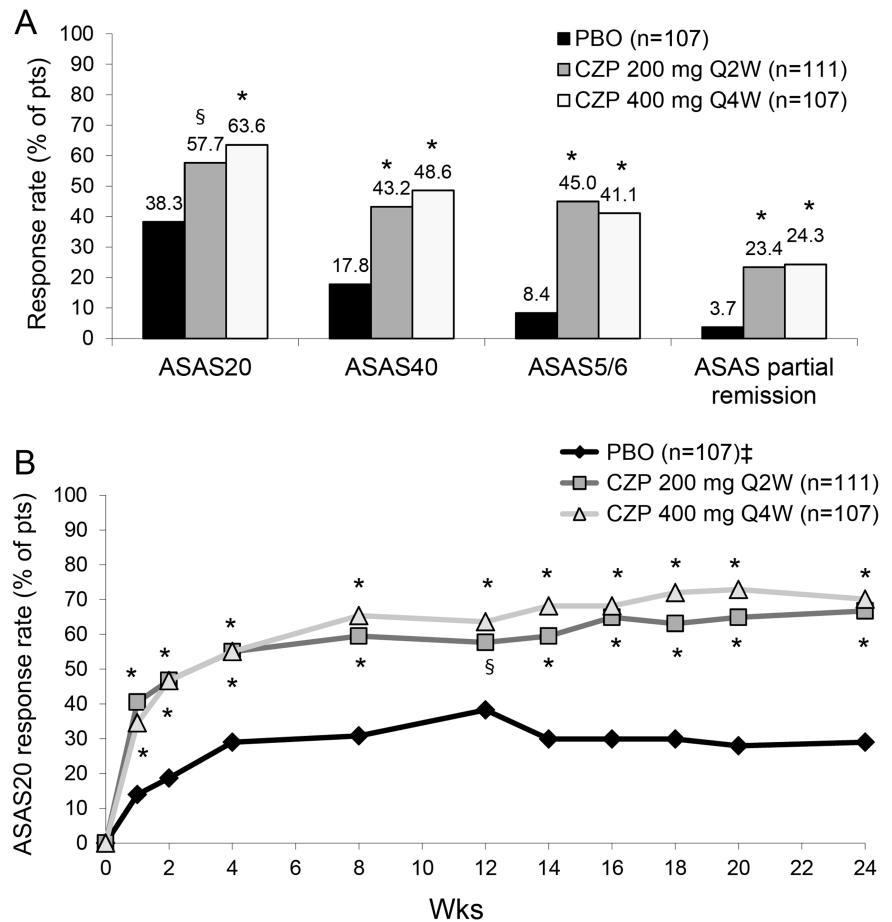 A
PBO (n=107)
CZP 200 mg Q2W (n=111)
CZP 400 mg Q4W (n=107)
Response rate (% of pts)
100
90
80
70
60
50
40
30
20
10
0
38.3
§
57.7
*
63.6
17.8
*
43.2
*
48.6
8.4
*
45.0
*
41.1
3.7
*
23.4
*
24.3
ASAS20
ASAS40
ASAS5/6
ASAS partial
remission
B
PBO (n=107)‡
CZP 200 mg Q2W (n=111)
CZP 400 mg Q4W (n=107)
ASAS20 response rate (% of pts)
100
90
80
70
60
50
40
30
20
10
0
* * * * * * * * * *
* * * * § * * * * *
0 2 4 6 8 10 12 14 16 18 20 22 24
Wks